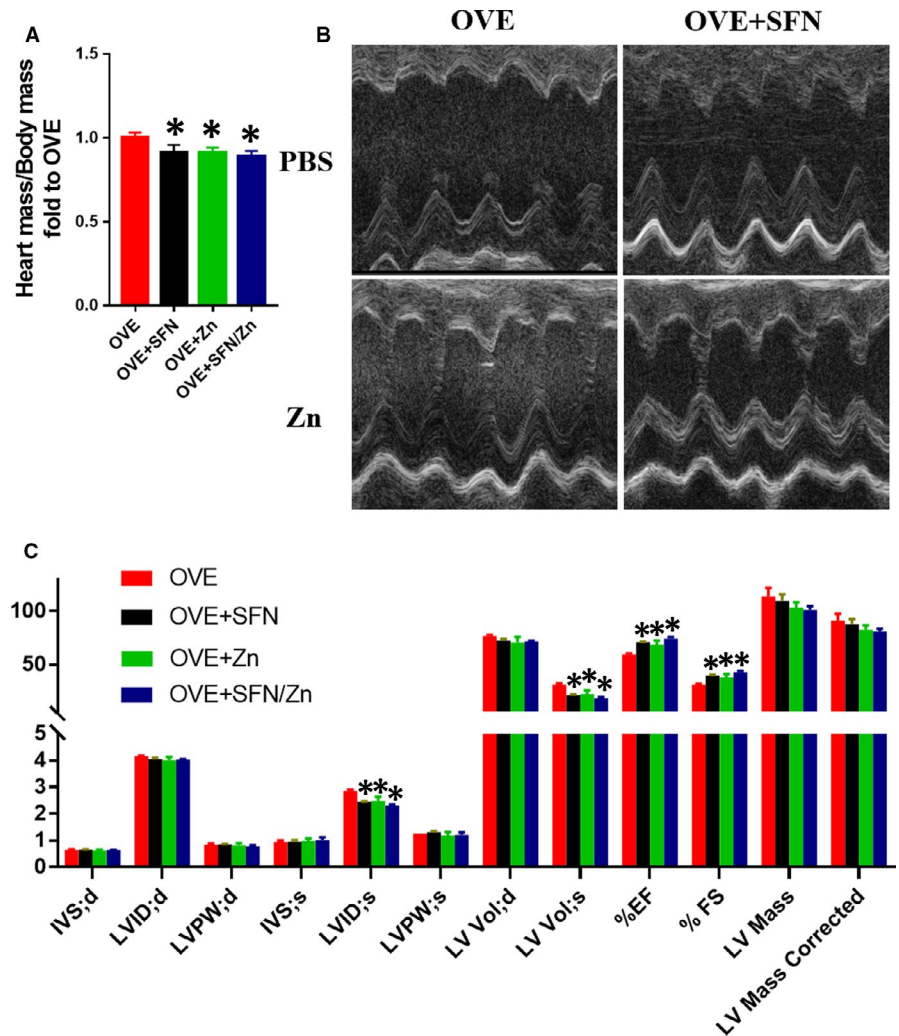 A
Heart mass/Body mass
fold to OVE
1.5
1.0
0.5
0.0
* * *
OVE
OVE+SFN
OVE+Zn
OVE+SFN/Zn
B
OVE OVE+SFN
PBS
Zn
C
OVE
OVE+SFN
OVE+Zn
OVE+SFN/Zn
100
50
5
4
3
2
1
0
* * *
* * *
* * *
* * *
IVS;d
LVID;d
LVPW;d
IVS;s
LVID;s
LVPW;s
LV Vol;d
LV Vol;s
%EF
% FS
LV Mass
LV Mass Corrected